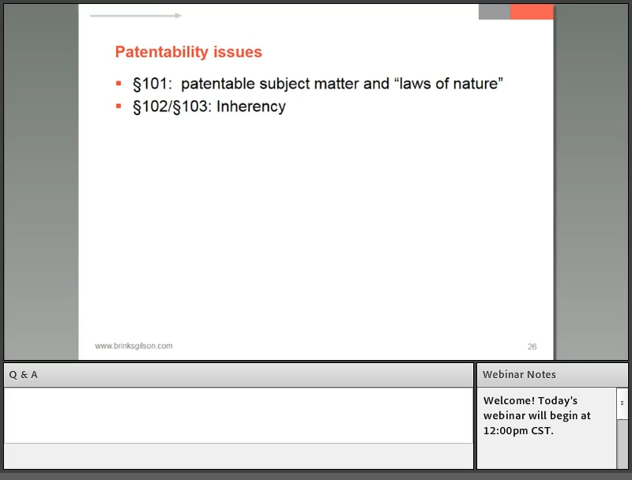 Patentability issues
▪ §101: patentable subject matter and “laws of nature”
▪ §102/§103: Inherency
www.brinksgilson.com
26
Q & A
Webinar Notes
Welcome! Today's
webinar will begin at
12:00pm CST.